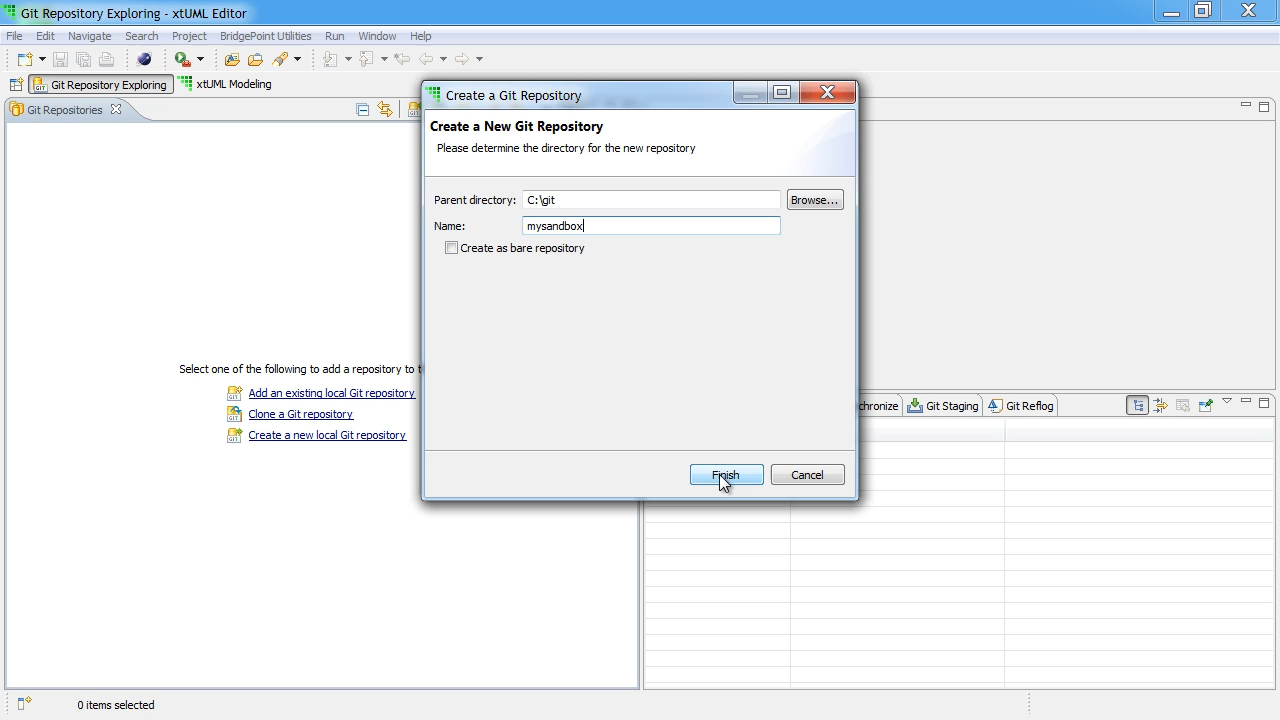 Git Repository Exploring - xtUML Editor
File Edit Navigate Search Project BridgePoint Utilities Run Window Help
Git Repository Exploring xtUML Modeling
Git Repositories
Create a Git Repository
Create a New Git Repository
Please determine the directory for the new repository
Parent directory: C:\git Browse...
Name: mysandbox
Create as bare repository
Select one of the following to add a repository to t
Add an existing local Git repository
Clone a Git repository
Create a new local Git repository
chronize Git Staging Git Reflog
Finish Cancel
0 items selected